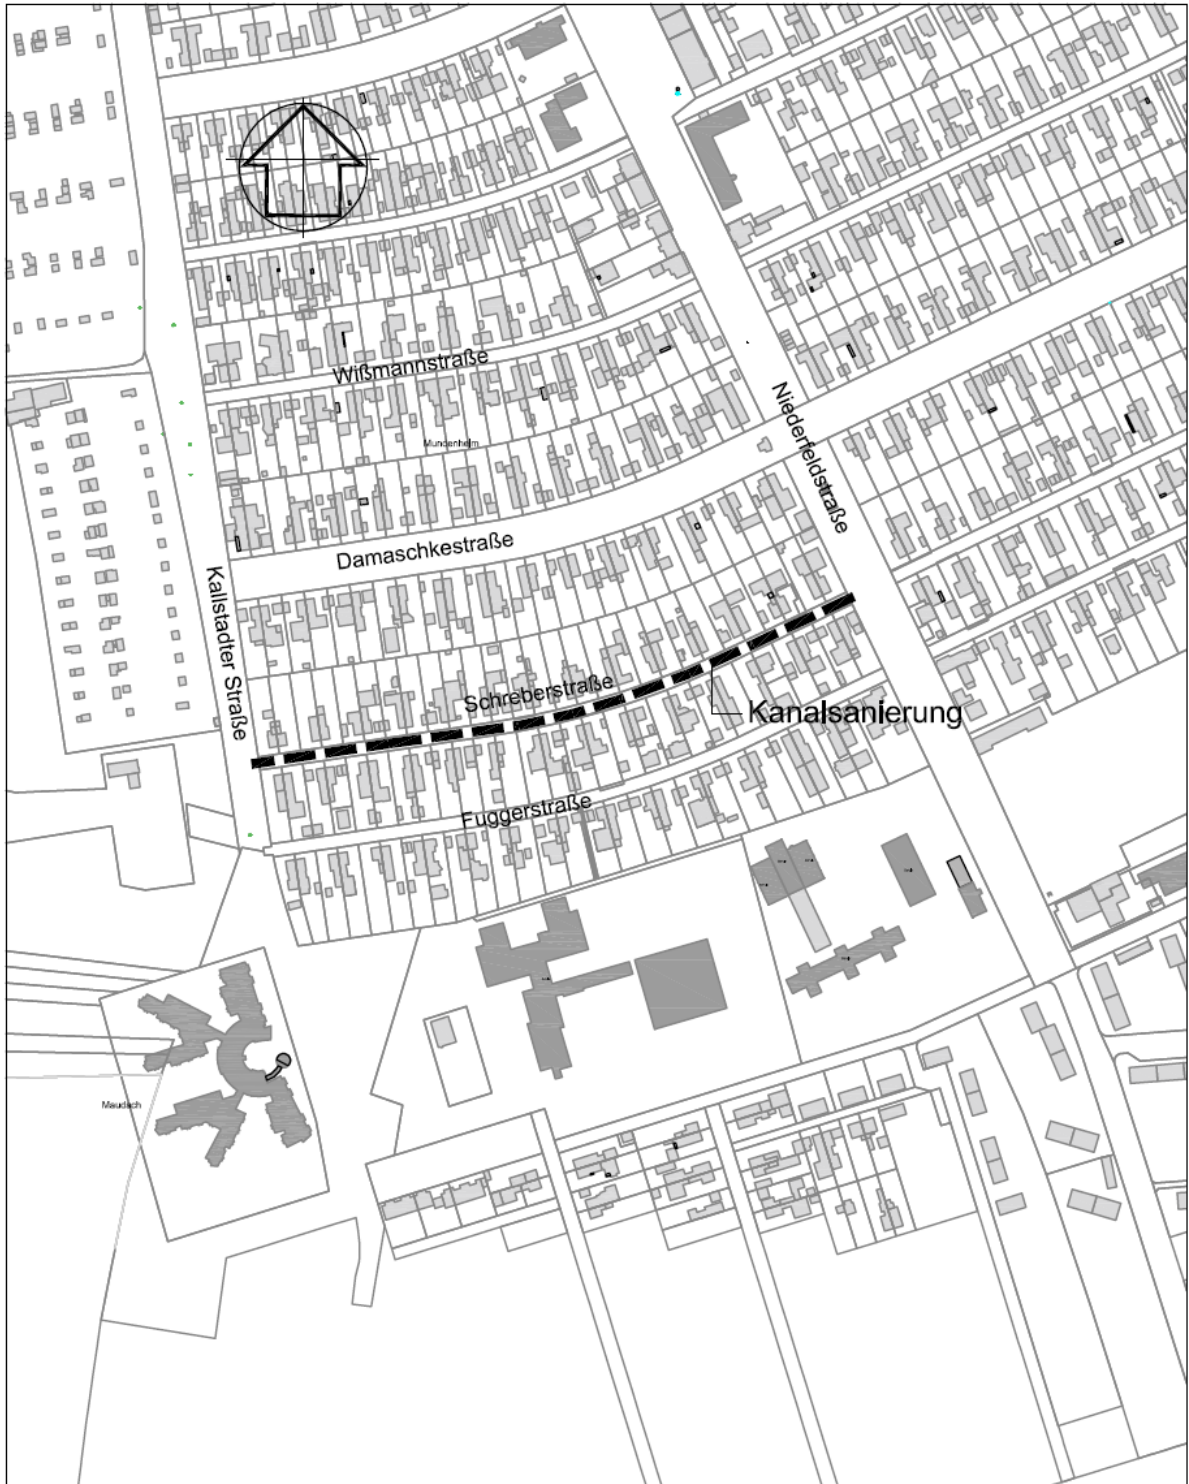 Wißmannstraße
Niederfeldstraße
Mundenheim
Damaschkestraße
Kallstadter Straße
Schreberstraße
Kanalsanierung
Fuggerstraße
Maudach